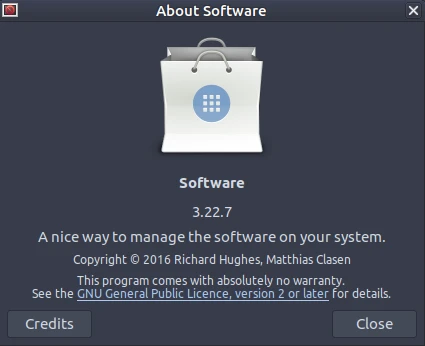 About Software
Software
3.22.7
A nice way to manage the software on your system.
Copyright © 2016 Richard Hughes, Matthias Clasen
This program comes with absolutely no warranty.
See the GNU General Public Licence, version 2 or later for details.
Credits
Close